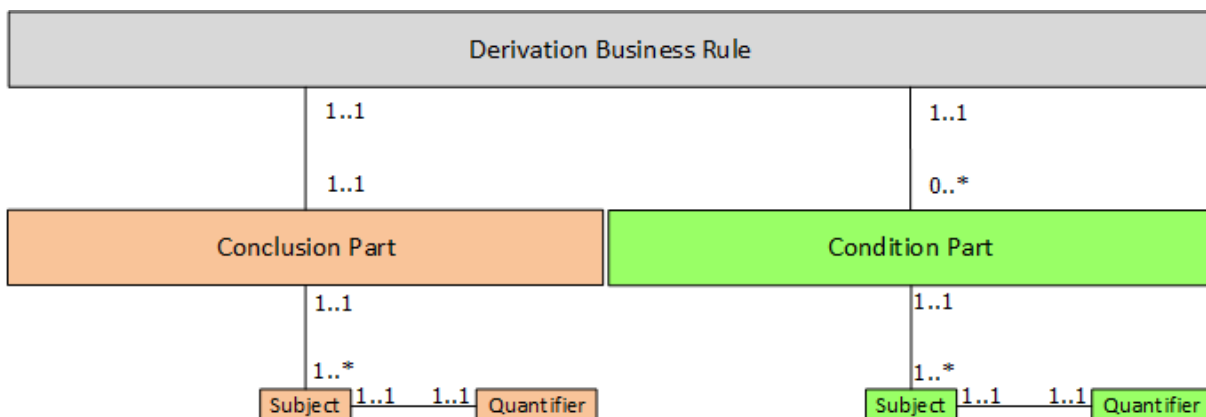 Derivation Business Rule
1..1 1..1
1..1 0..*
Conclusion Part Condition Part
1..1 1..1
1..* 1..*
Subject 1..1 1..1 Quantifier Subject 1..1 1..1 Quantifier